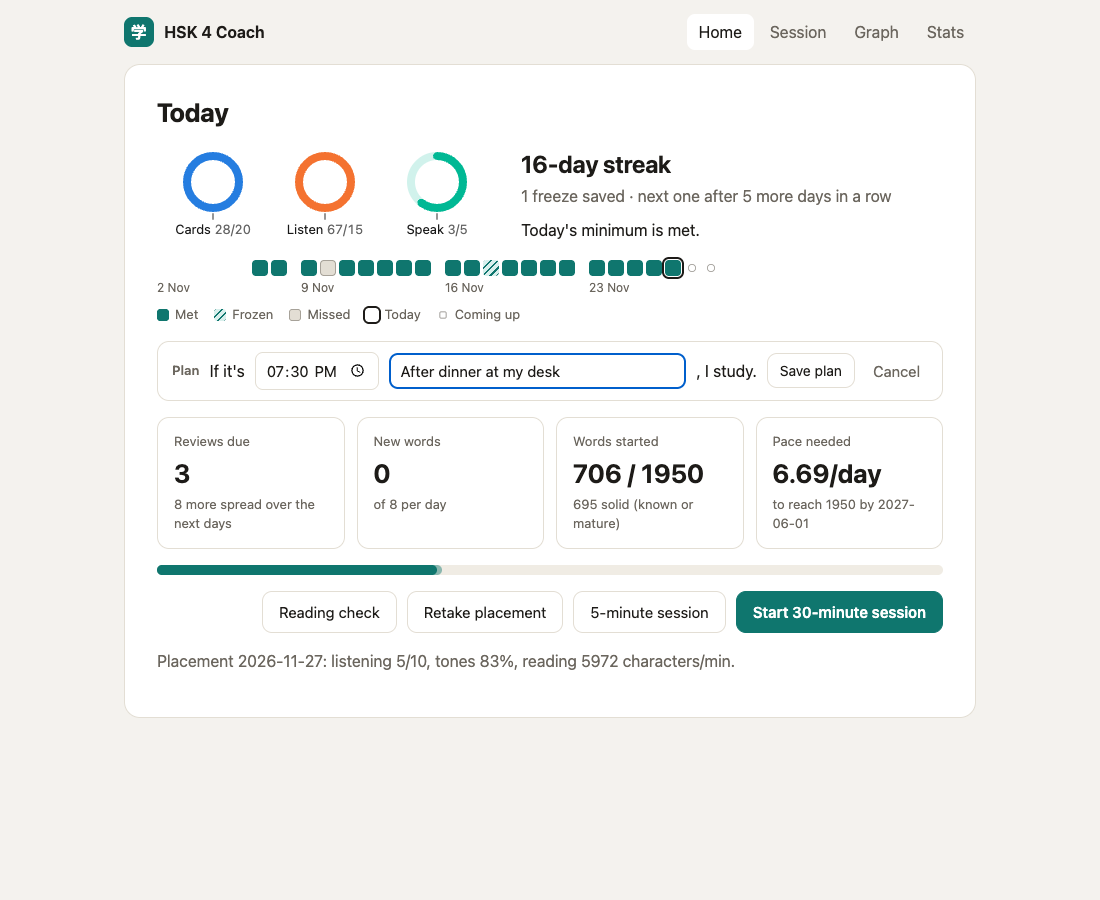 学 HSK 4 Coach Home Session Graph Stats
Today
16-day streak
1 freeze saved · next one after 5 more days in a row
Cards 28/20 Listen 67/15 Speak 3/5 Today's minimum is met.
2 Nov 9 Nov 16 Nov 23 Nov
Met Frozen Missed Today Coming up
Plan If it's 07:30 PM After dinner at my desk , I study. Save plan Cancel
Reviews due New words Words started Pace needed
3 0 706 / 1950 6.69/day
8 more spread over the of 8 per day 695 solid (known or to reach 1950 by 2027-
next days mature) 06-01
Reading check Retake placement 5-minute session Start 30-minute session
Placement 2026-11-27: listening 5/10, tones 83%, reading 5972 characters/min.